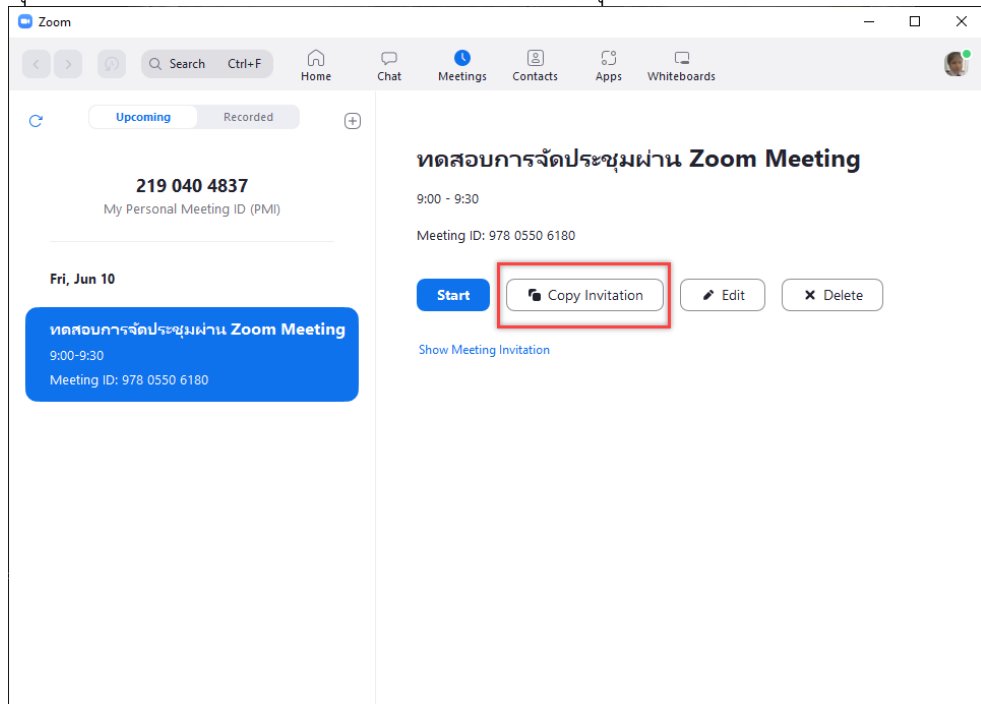 Zoom
Search Ctrl+F
Home
Chat
Meetings
Contacts
Apps
Whiteboards
Upcoming
Recorded
219 040 4837
My Personal Meeting ID (PMI)
Fri, Jun 10
ทดสอบการจัดประชุมผ่าน Zoom Meeting
9:00-9:30
Meeting ID: 978 0550 6180
ทดสอบการจัดประชุมผ่าน Zoom Meeting
9:00 - 9:30
Meeting ID: 978 0550 6180
Start
Copy Invitation
Edit
Delete
Show Meeting Invitation